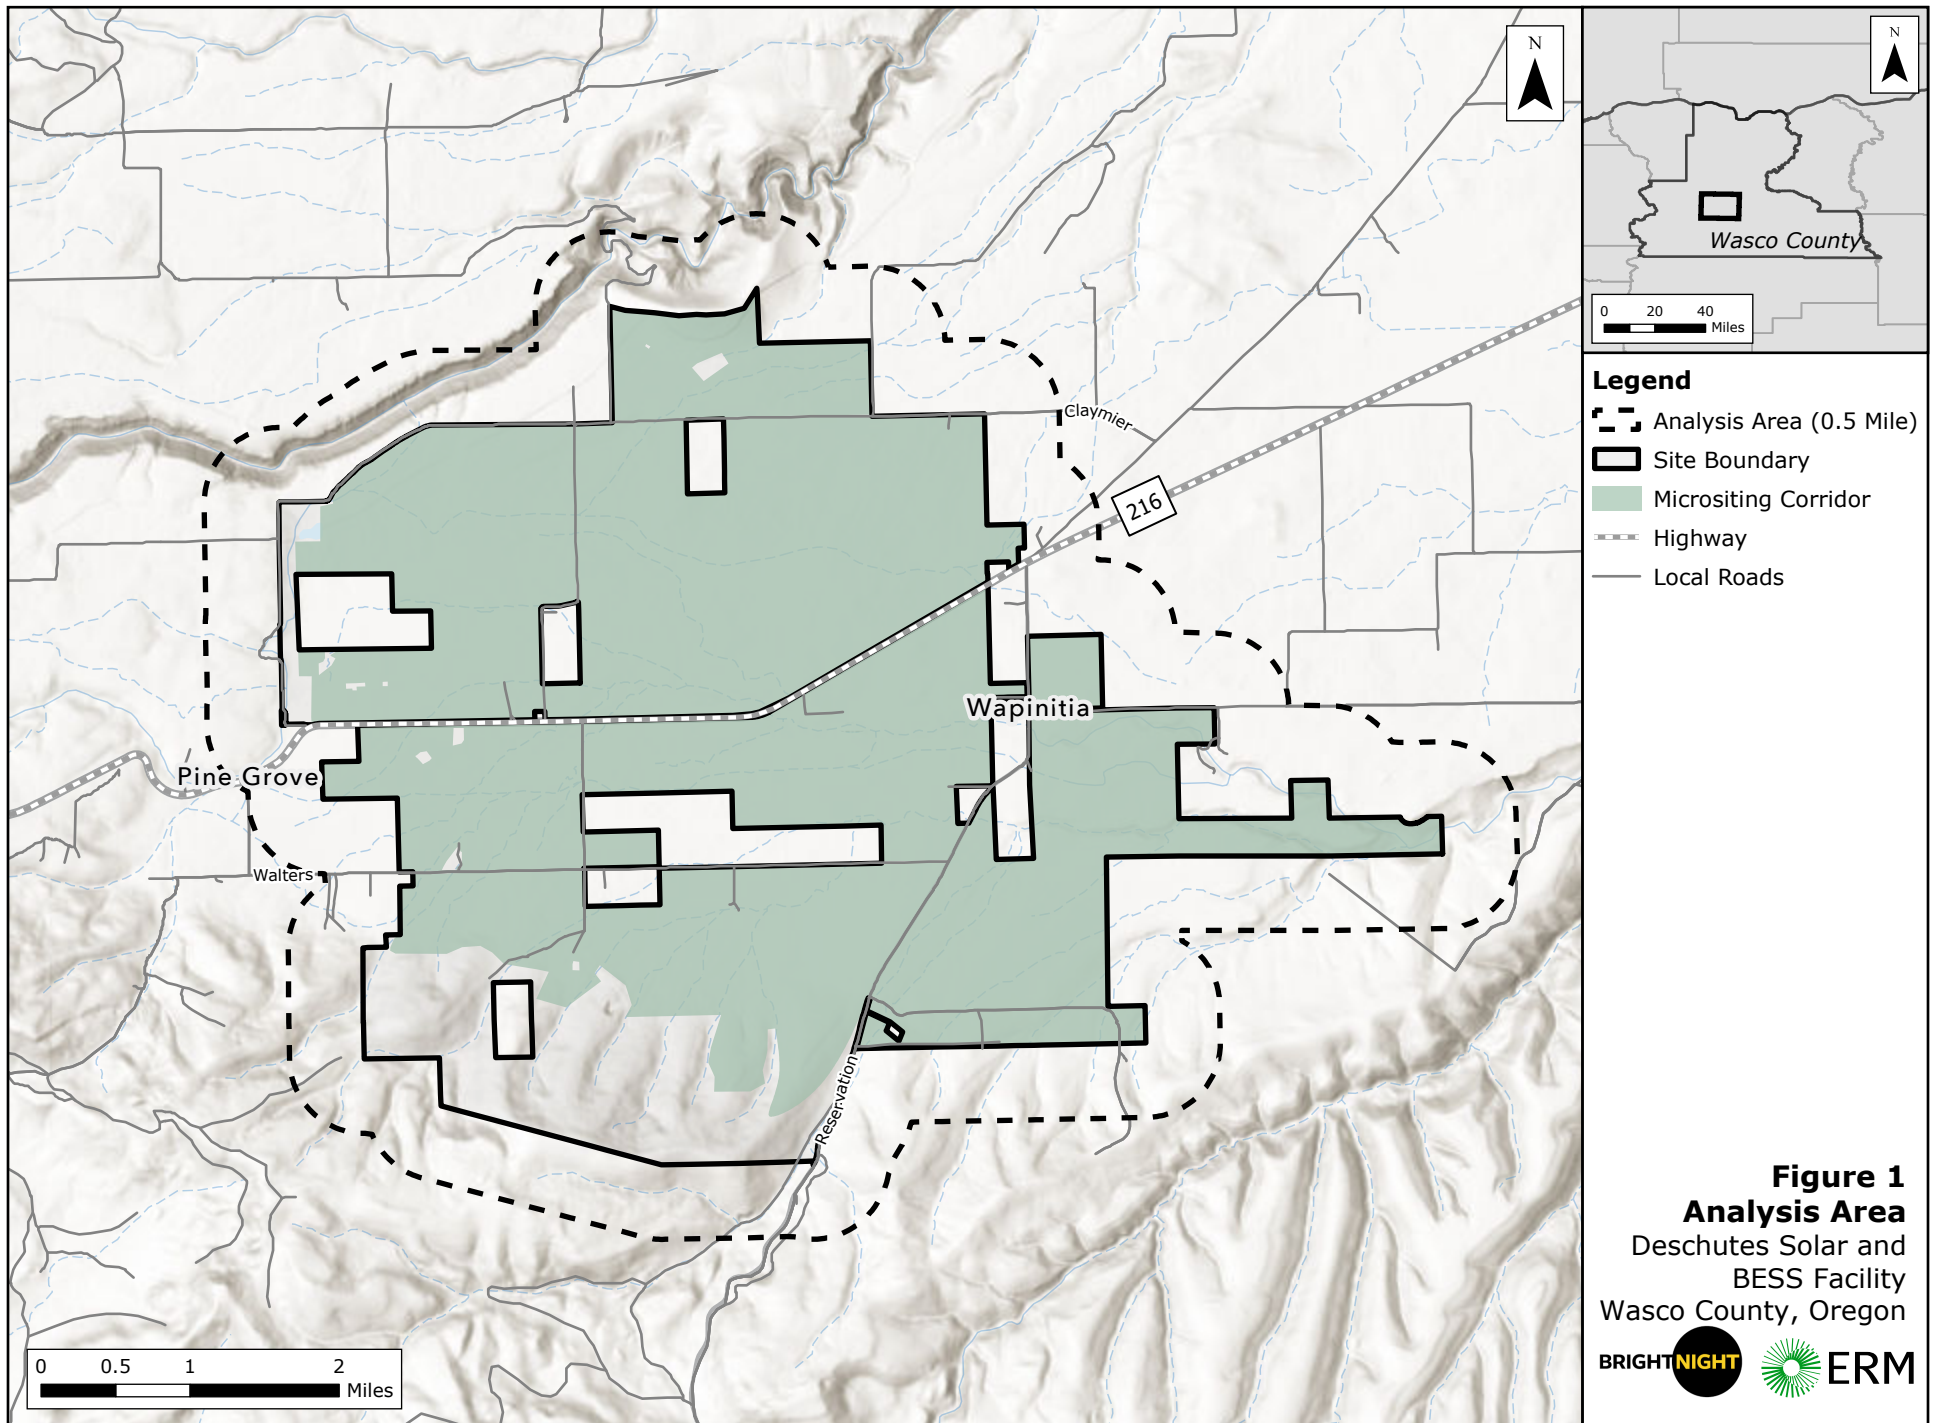 N
N
Wasco County
0 20 40
Miles
Legend
Analysis Area (0.5 Mile)
Site Boundary
Micrositing Corridor
Highway
Local Roads
Claymier
216
Wapinitia
Pine Grove
Walters
Reservation
0 0.5 1 2
Miles
Figure 1
Analysis Area
Deschutes Solar and
BESS Facility
Wasco County, Oregon
BRIGHTNIGHT
ERM